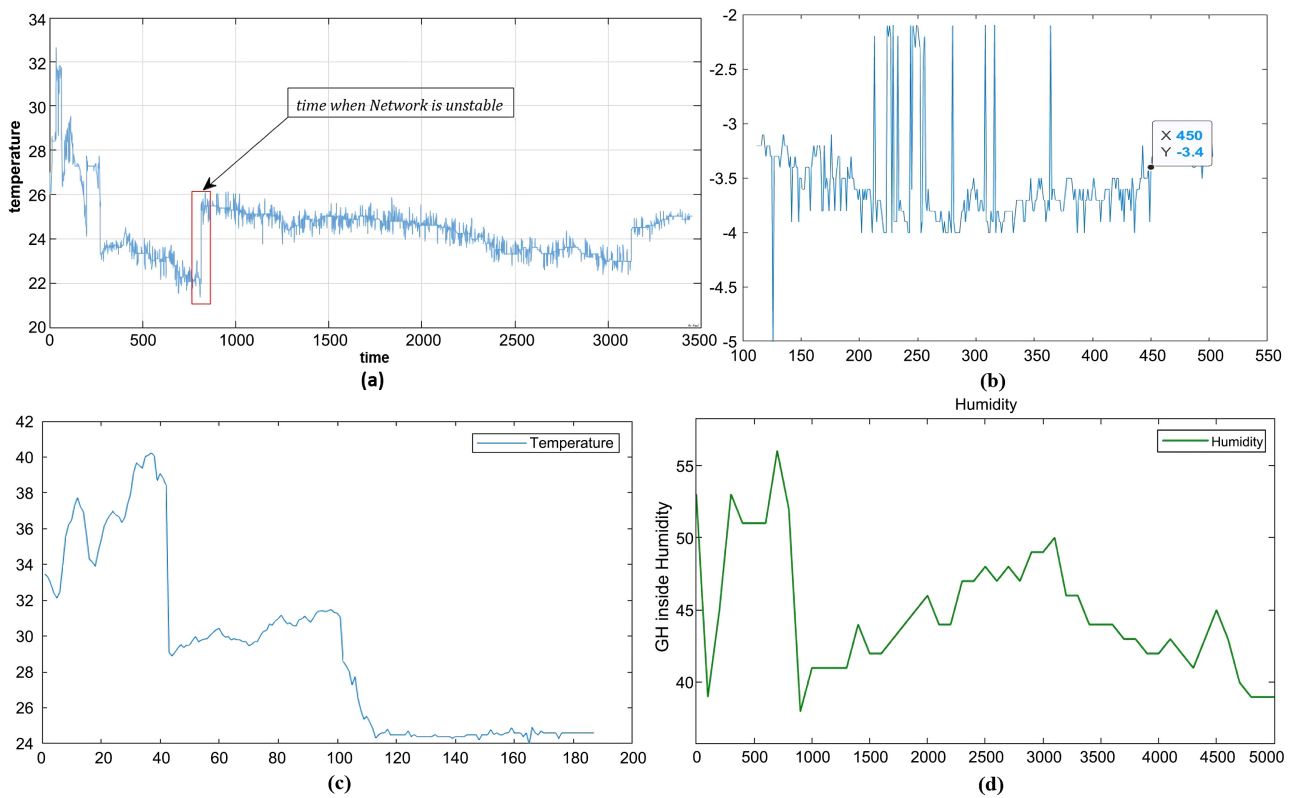 34
32
30
28
26
24
22
20
temperature
time when Network is unstable
0 500 1000 1500 2000 2500 3000 3500
time
(a)
-2
-2.5
-3
-3.5
-4
-4.5
-5
X 450
Y -3.4
100 150 200 250 300 350 400 450 500 550
(b)
42
40
38
36
34
32
30
28
26
24
Temperature
0 20 40 60 80 100 120 140 160 180 200
(c)
Humidity
55
50
45
40
GH inside Humidity
Humidity
0 500 1000 1500 2000 2500 3000 3500 4000 4500 5000
(d)